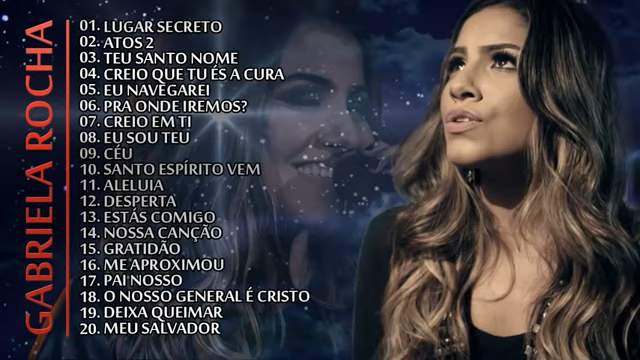 GABRIELA ROCHA
01. LUGAR SECRETO
02. ATOS 2
03. TEU SANTO NOME
04. CREIO QUE TU ÉS A CURA
05. EU NAVEGAREI
06. PRA ONDE IREMOS?
07. CREIO EM TI
08. EU SOU TEU
09. CÉU
10. SANTO ESPÍRITO VEM
11. ALELUIA
12. DESPERTA
13. ESTÁS COMIGO
14. NOSSA CANÇÃO
15. GRATIDÃO
16. ME APROXIMOU
17. PAI NOSSO
18. O NOSSO GENERAL É CRISTO
19. DEIXA QUEIMAR
20. MEU SALVADOR